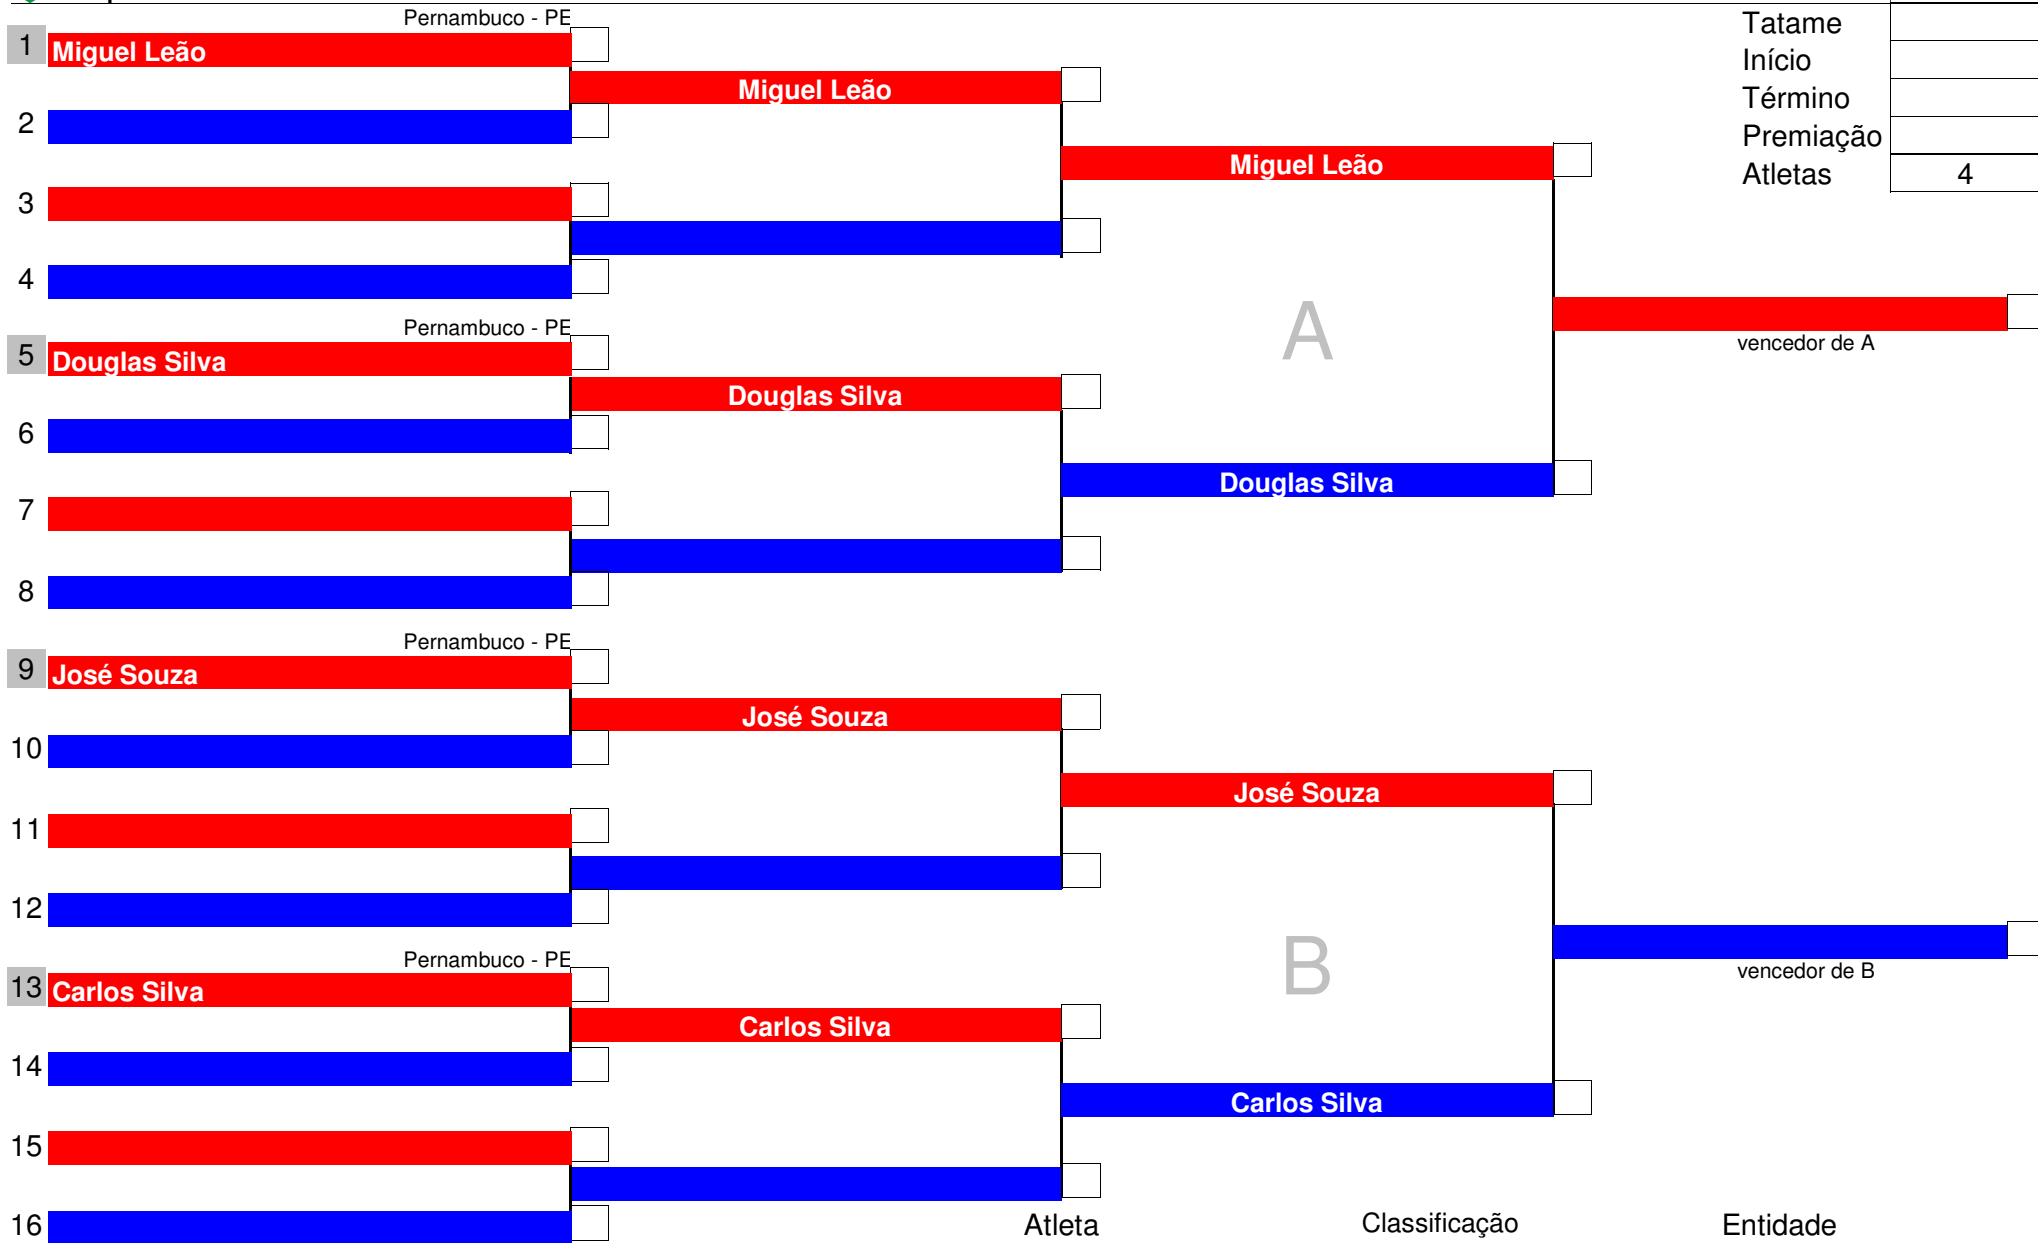 Pernambuco - PE
Tatame
1 Miguel Leão
Início
Miguel Leão
Término
2
Premiação
Miguel Leão
Atletas 4
3
4
A
Pernambuco - PE
vencedor de A
5 Douglas Silva
Douglas Silva
6
Douglas Silva
7
8
Pernambuco - PE
9 José Souza
José Souza
10
José Souza
11
12
B
Pernambuco - PE
vencedor de B
13 Carlos Silva
Carlos Silva
14
Carlos Silva
15
16
Atleta Classificação Entidade